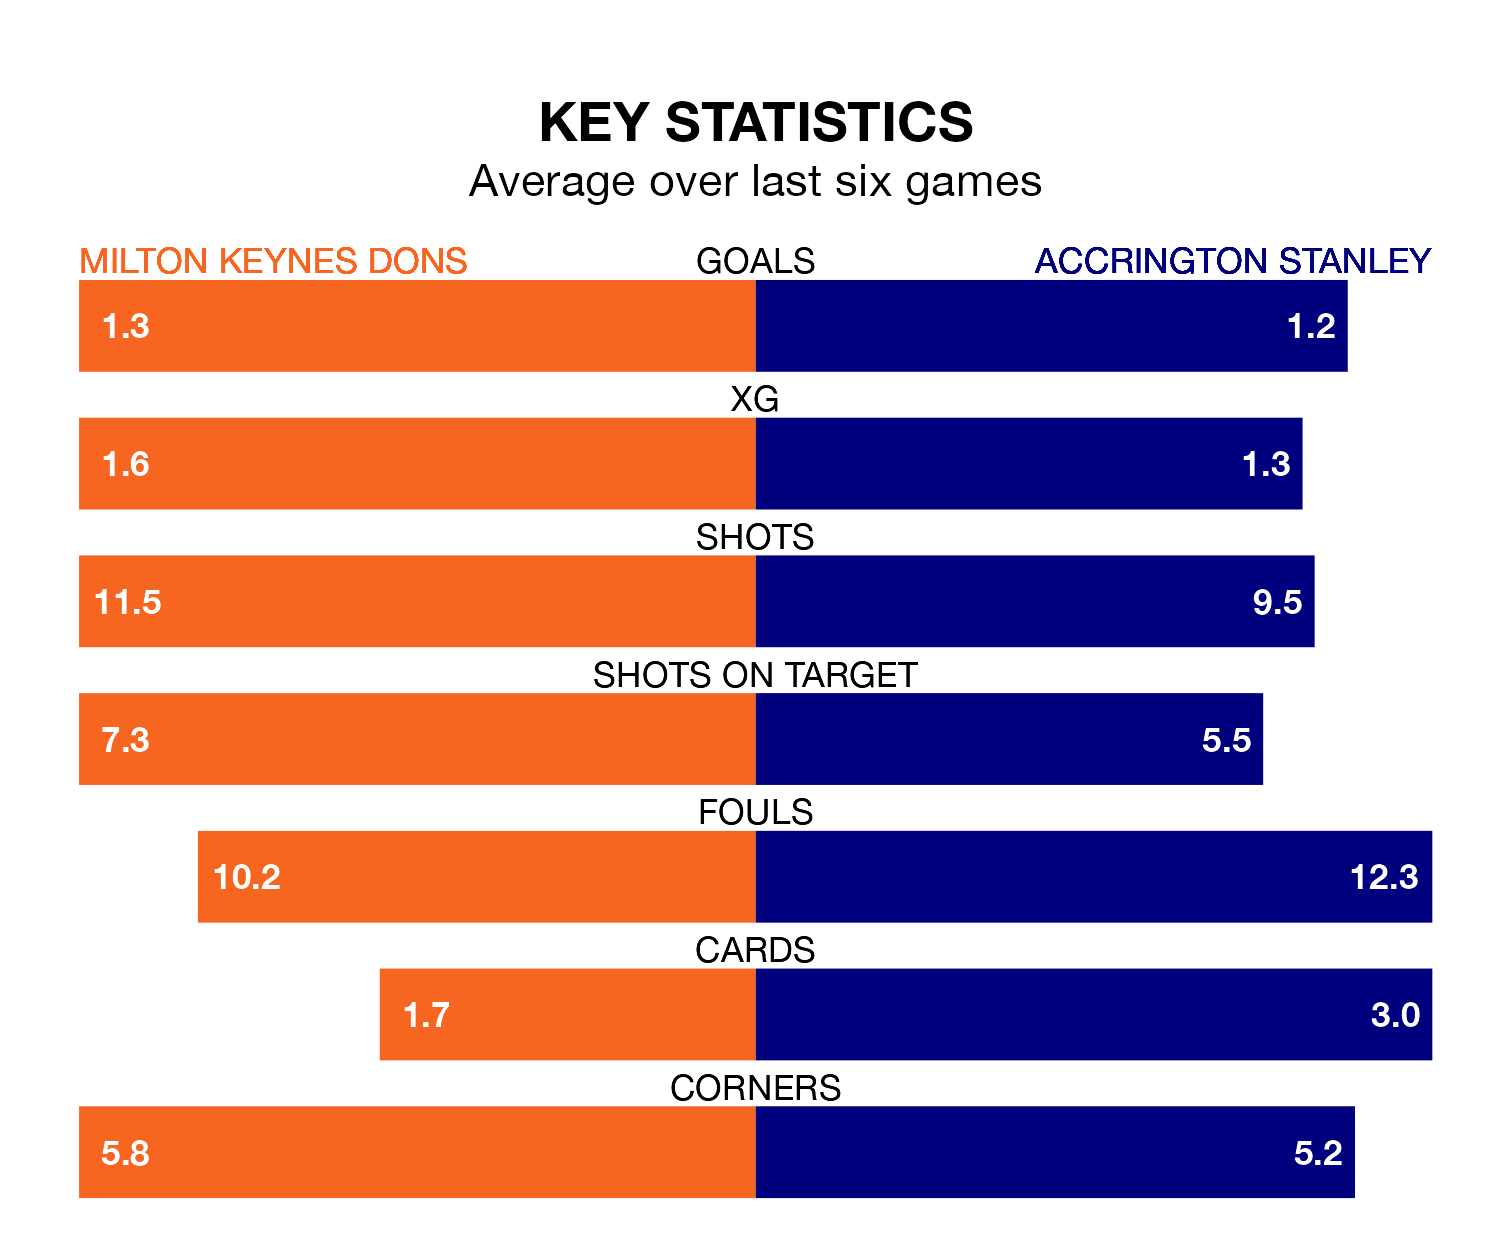 KEY STATISTICS
Average over last six games
MILTON KEYNES DONS GOALS ACCRINGTON STANLEY
1.3 1.2
XG
1.6 1.3
SHOTS
11.5 9.5
SHOTS ON TARGET
7.3 5.5
FOULS
10.2 12.3
CARDS
1.7 3.0
CORNERS
5.8 5.2